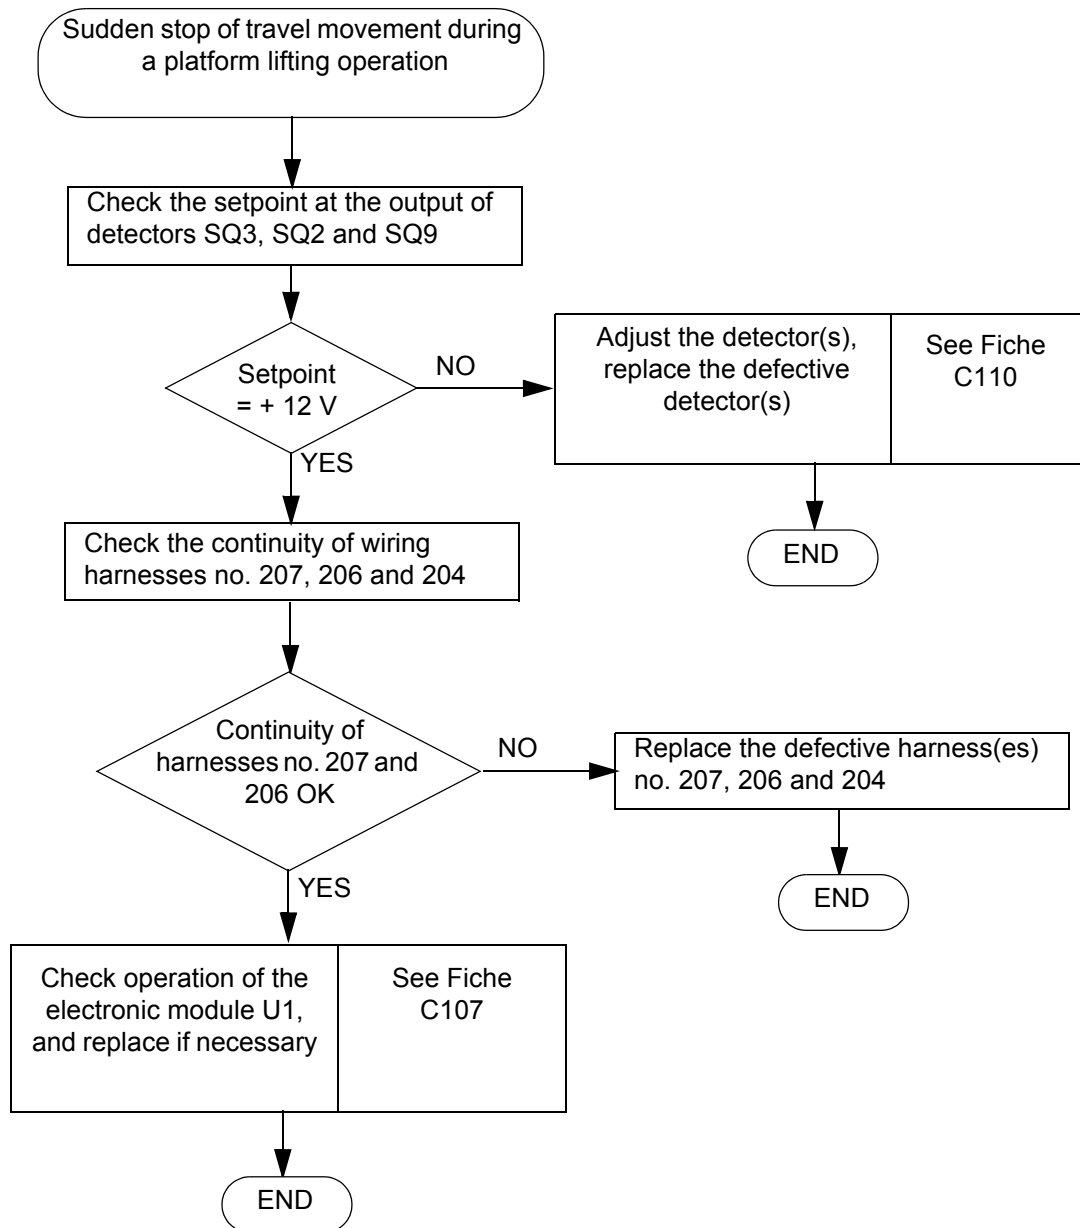 Sudden stop of travel movement during
a platform lifting operation
Check the setpoint at the output of
detectors SQ3, SQ2 and SQ9
Setpoint
= + 12 V
NO
Adjust the detector(s),
replace the defective
detector(s)
See Fiche
C110
YES
END
Check the continuity of wiring
harnesses no. 207, 206 and 204
Continuity of
harnesses no. 207 and
206 OK
NO
Replace the defective harness(es)
no. 207, 206 and 204
YES
END
Check operation of the
electronic module U1,
and replace if necessary
See Fiche
C107
END